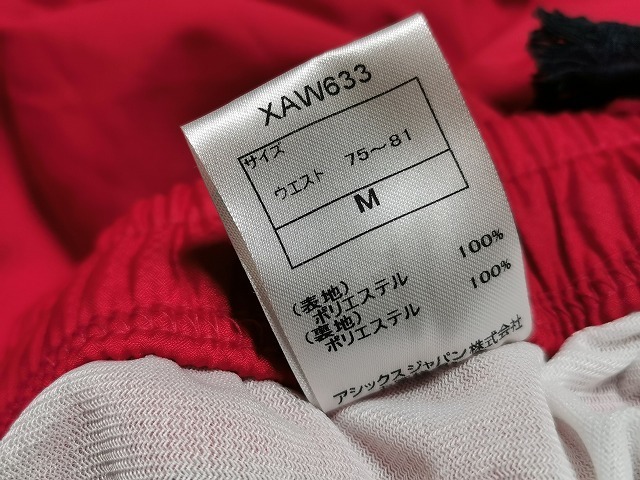 XAW633
サイズ
ウエスト 75~81
M
(表地)
ポリエステル 100%
(裏地)
ポリエステル 100%
アシックスジャパン株式会社